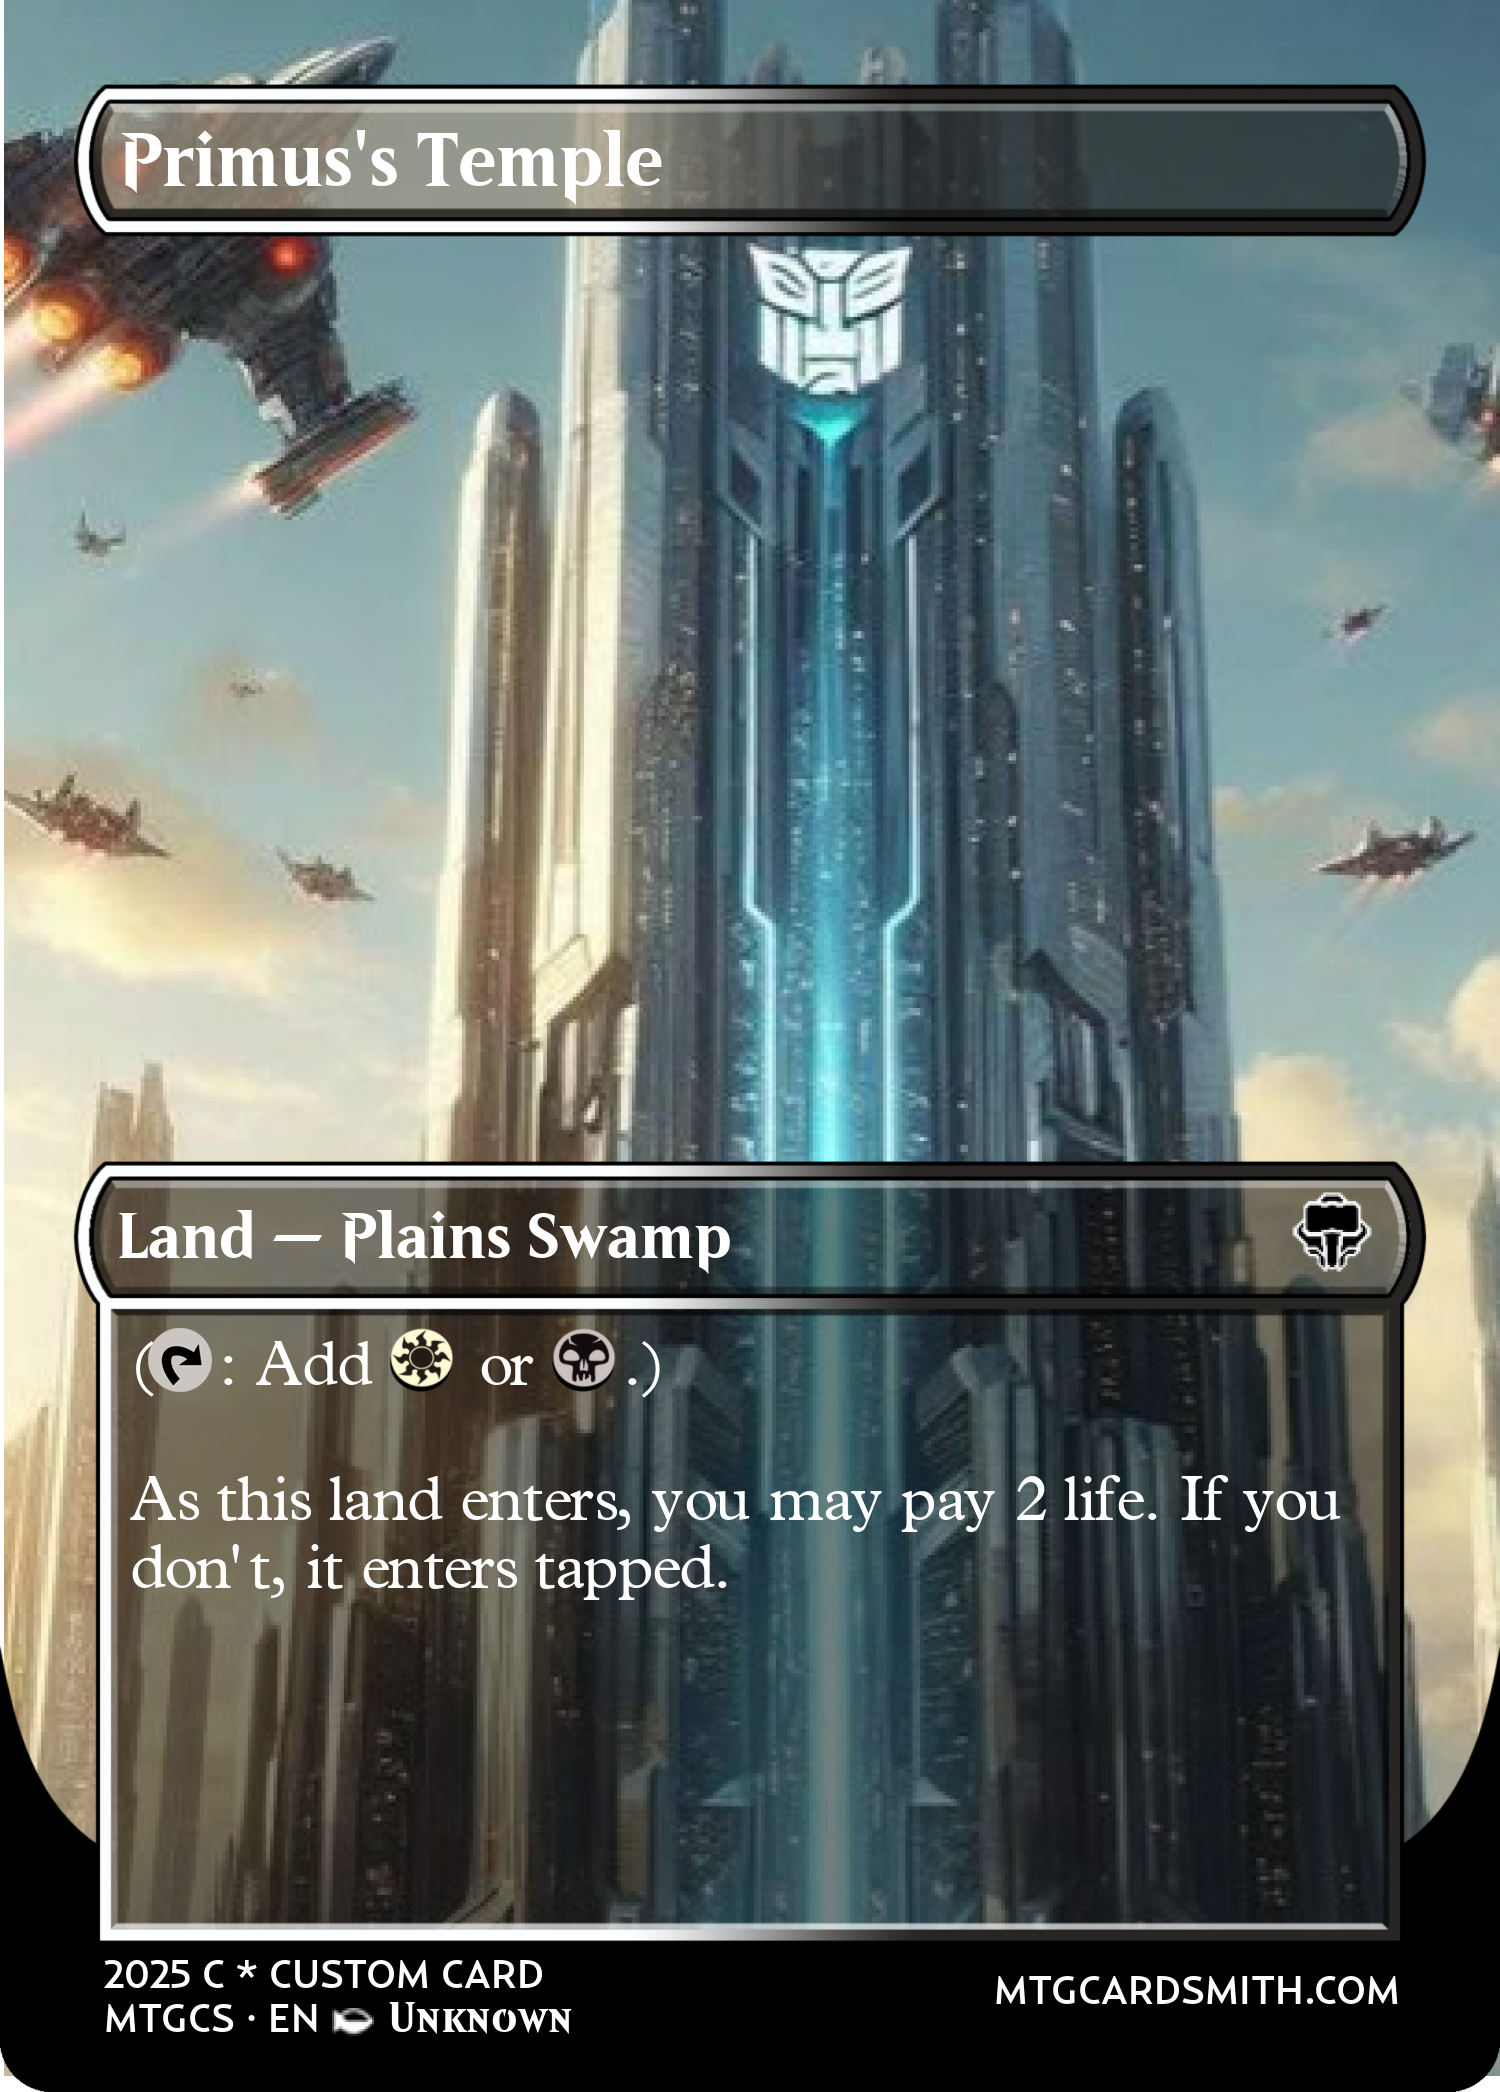 Primus's Temple
Land — Plains Swamp
( : Add or .)
As this land enters, you may pay 2 life. If you
don't, it enters tapped.
2025 C * CUSTOM CARD
MTGCS · EN UNKNOWN
MTGCARDSMITH.COM